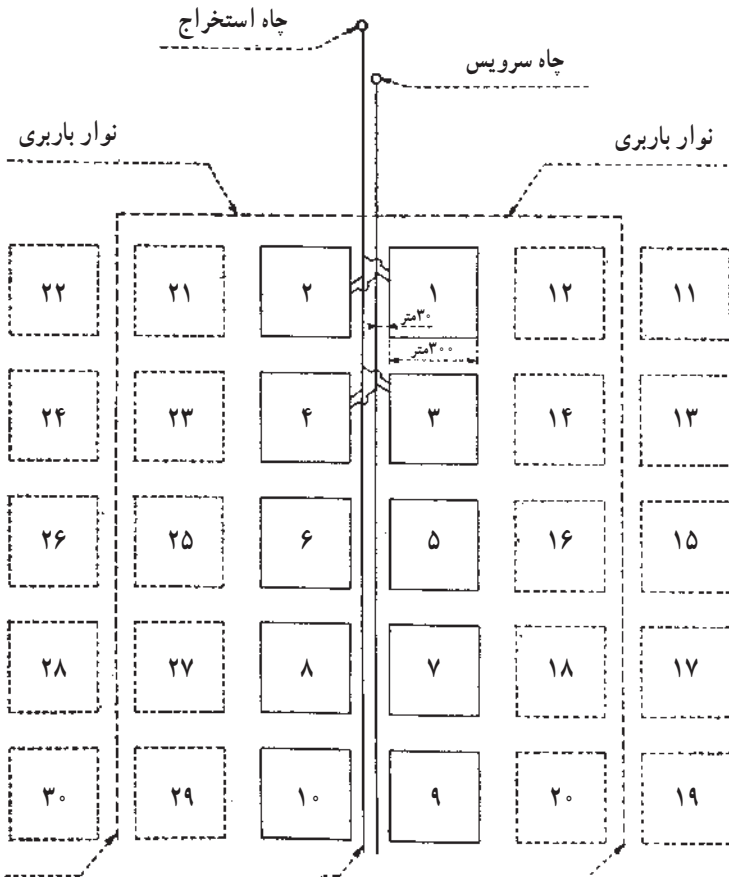 چاه استخراج
چاه سرویس
نوار باربری
نوار باربری
۲۲ ۲۱ ۲ ۱ ۱۲ ۱۱
۳۰متر
۳۰۰متر
۲۴ ۲۳ ۴ ۳ ۱۴ ۱۳
۲۶ ۲۵ ۶ ۵ ۱۶ ۱۵
۲۸ ۲۷ ۸ ۷ ۱۸ ۱۷
۳۰ ۲۹ ۱۰ ۹ ۲۰ ۱۹